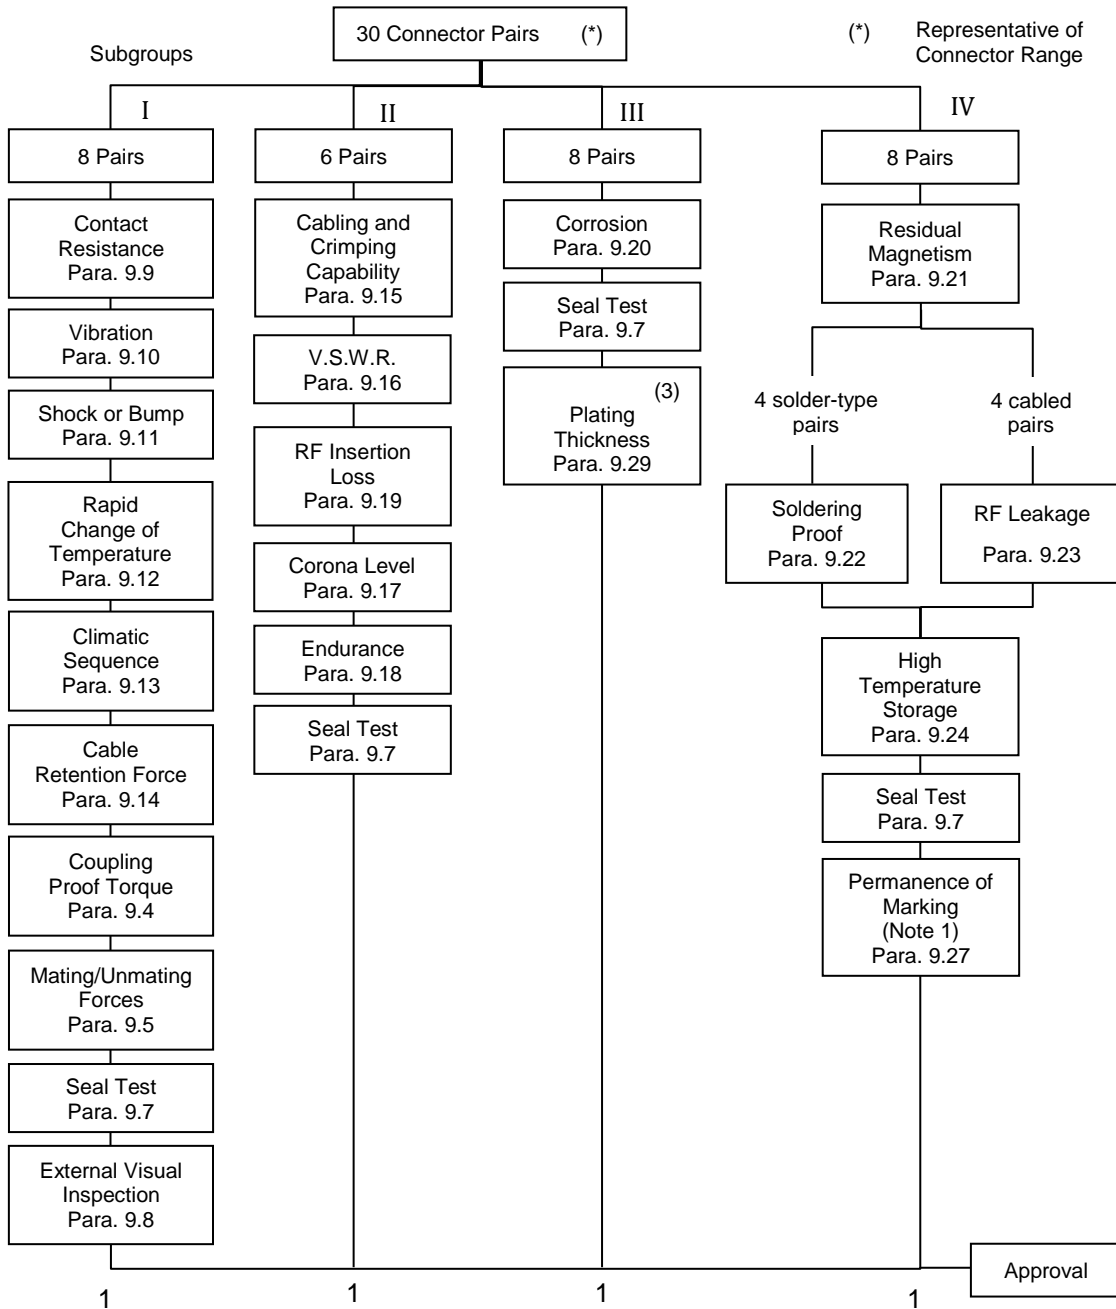 30 Connector Pairs (*)
(*) Representative of
Connector Range
Subgroups
I
II
III
IV
8 Pairs
6 Pairs
8 Pairs
8 Pairs
Contact
Resistance
Para. 9.9
Vibration
Para. 9.10
Shock or Bump
Para. 9.11
Rapid
Change of
Temperature
Para. 9.12
Climatic
Sequence
Para. 9.13
Cable
Retention Force
Para. 9.14
Coupling
Proof Torque
Para. 9.4
Mating/Unmating
Forces
Para. 9.5
Seal Test
Para. 9.7
External Visual
Inspection
Para. 9.8
Cabling and
Crimping
Capability
Para. 9.15
V.S.W.R.
Para. 9.16
RF Insertion
Loss
Para. 9.19
Corona Level
Para. 9.17
Endurance
Para. 9.18
Seal Test
Para. 9.7
Corrosion
Para. 9.20
Seal Test
Para. 9.7
(3)
Plating
Thickness
Para. 9.29
Residual
Magnetism
Para. 9.21
4 solder-type
pairs
4 cabled
pairs
Soldering
Proof
Para. 9.22
RF Leakage
Para. 9.23
High
Temperature
Storage
Para. 9.24
Seal Test
Para. 9.7
Permanence of
Marking
(Note 1)
Para. 9.27
Approval
1
1
1
1